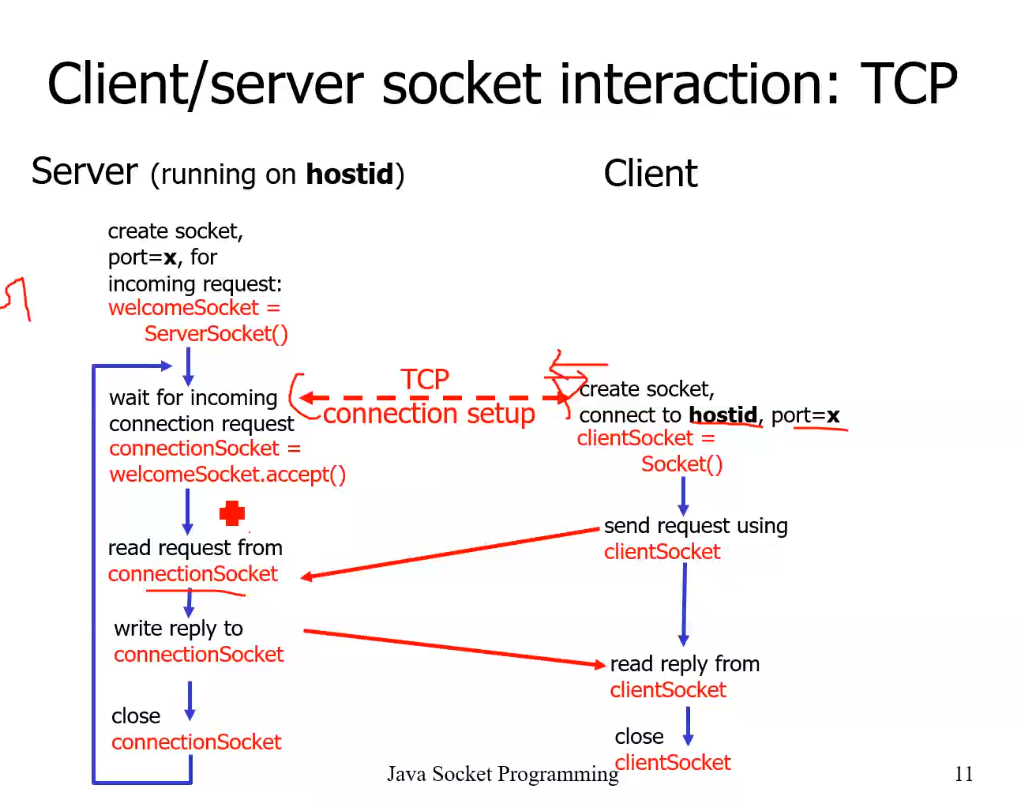 Client/server socket interaction: TCP
Server (running on hostid)
Client
create socket,
port=x, for
incoming request:
welcomeSocket =
ServerSocket()
wait for incoming
connection request
connectionSocket =
welcomeSocket.accept()
TCP
connection setup
create socket,
connect to hostid, port=x
clientSocket =
Socket()
send request using
clientSocket
read request from
connectionSocket
write reply to
connectionSocket
read reply from
clientSocket
close
connectionSocket
close
clientSocket
Java Socket Programming
11